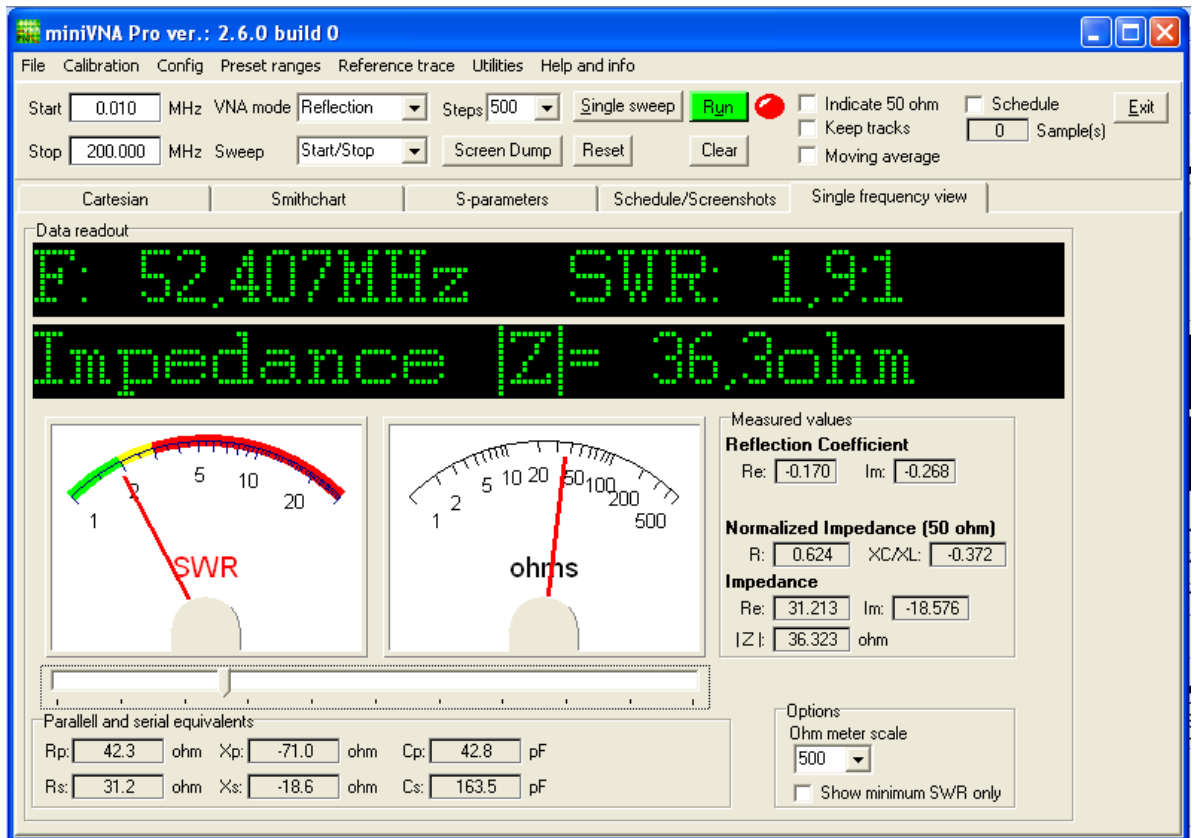 miniVNA Pro ver.: 2.6.0 build 0
File Calibration Config Preset ranges Reference trace Utilities Help and info
Start 0.010 MHz VNA mode Reflection Steps 500 Single sweep Run Indicate 50 ohm Schedule Exit
Keep tracks 0 Sample(s)
Stop 200.000 MHz Sweep Start/Stop Screen Dump Reset Clear Moving average
Cartesian Smithchart S-parameters Schedule/Screenshots Single frequency view
Data readout
F: 52,407MHz SWR: 1,9:1
Impedance |Z|= 36,3ohm
1 2 5 10 20
SWR
1 2 5 10 20 50 100 200 500
ohms
Measured values
Reflection Coefficient
Re: -0.170 Im: -0.268
Normalized Impedance (50 ohm)
R: 0.624 XC/XL: -0.372
Impedance
Re: 31.213 Im: -18.576
|Z|: 36.323 ohm
Parallell and serial equivalents
Rp: 42.3 ohm Xp: -71.0 ohm Cp: 42.8 pF
Rs: 31.2 ohm Xs: -18.6 ohm Cs: 163.5 pF
Options
Ohm meter scale
500
Show minimum SWR only